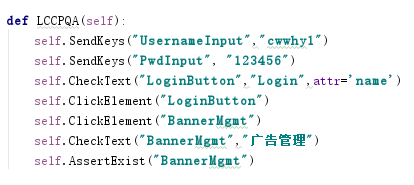 def LCCPQA(self):
self.SendKeys("UsernameInput","cwwhy1")
self.SendKeys("PwdInput", "123456")
self.CheckText("LoginButton","Login",attr='name')
self.ClickElement("LoginButton")
self.ClickElement("BannerMgmt")
self.CheckText("BannerMgmt","广告管理")
self.AssertExist("BannerMgmt")